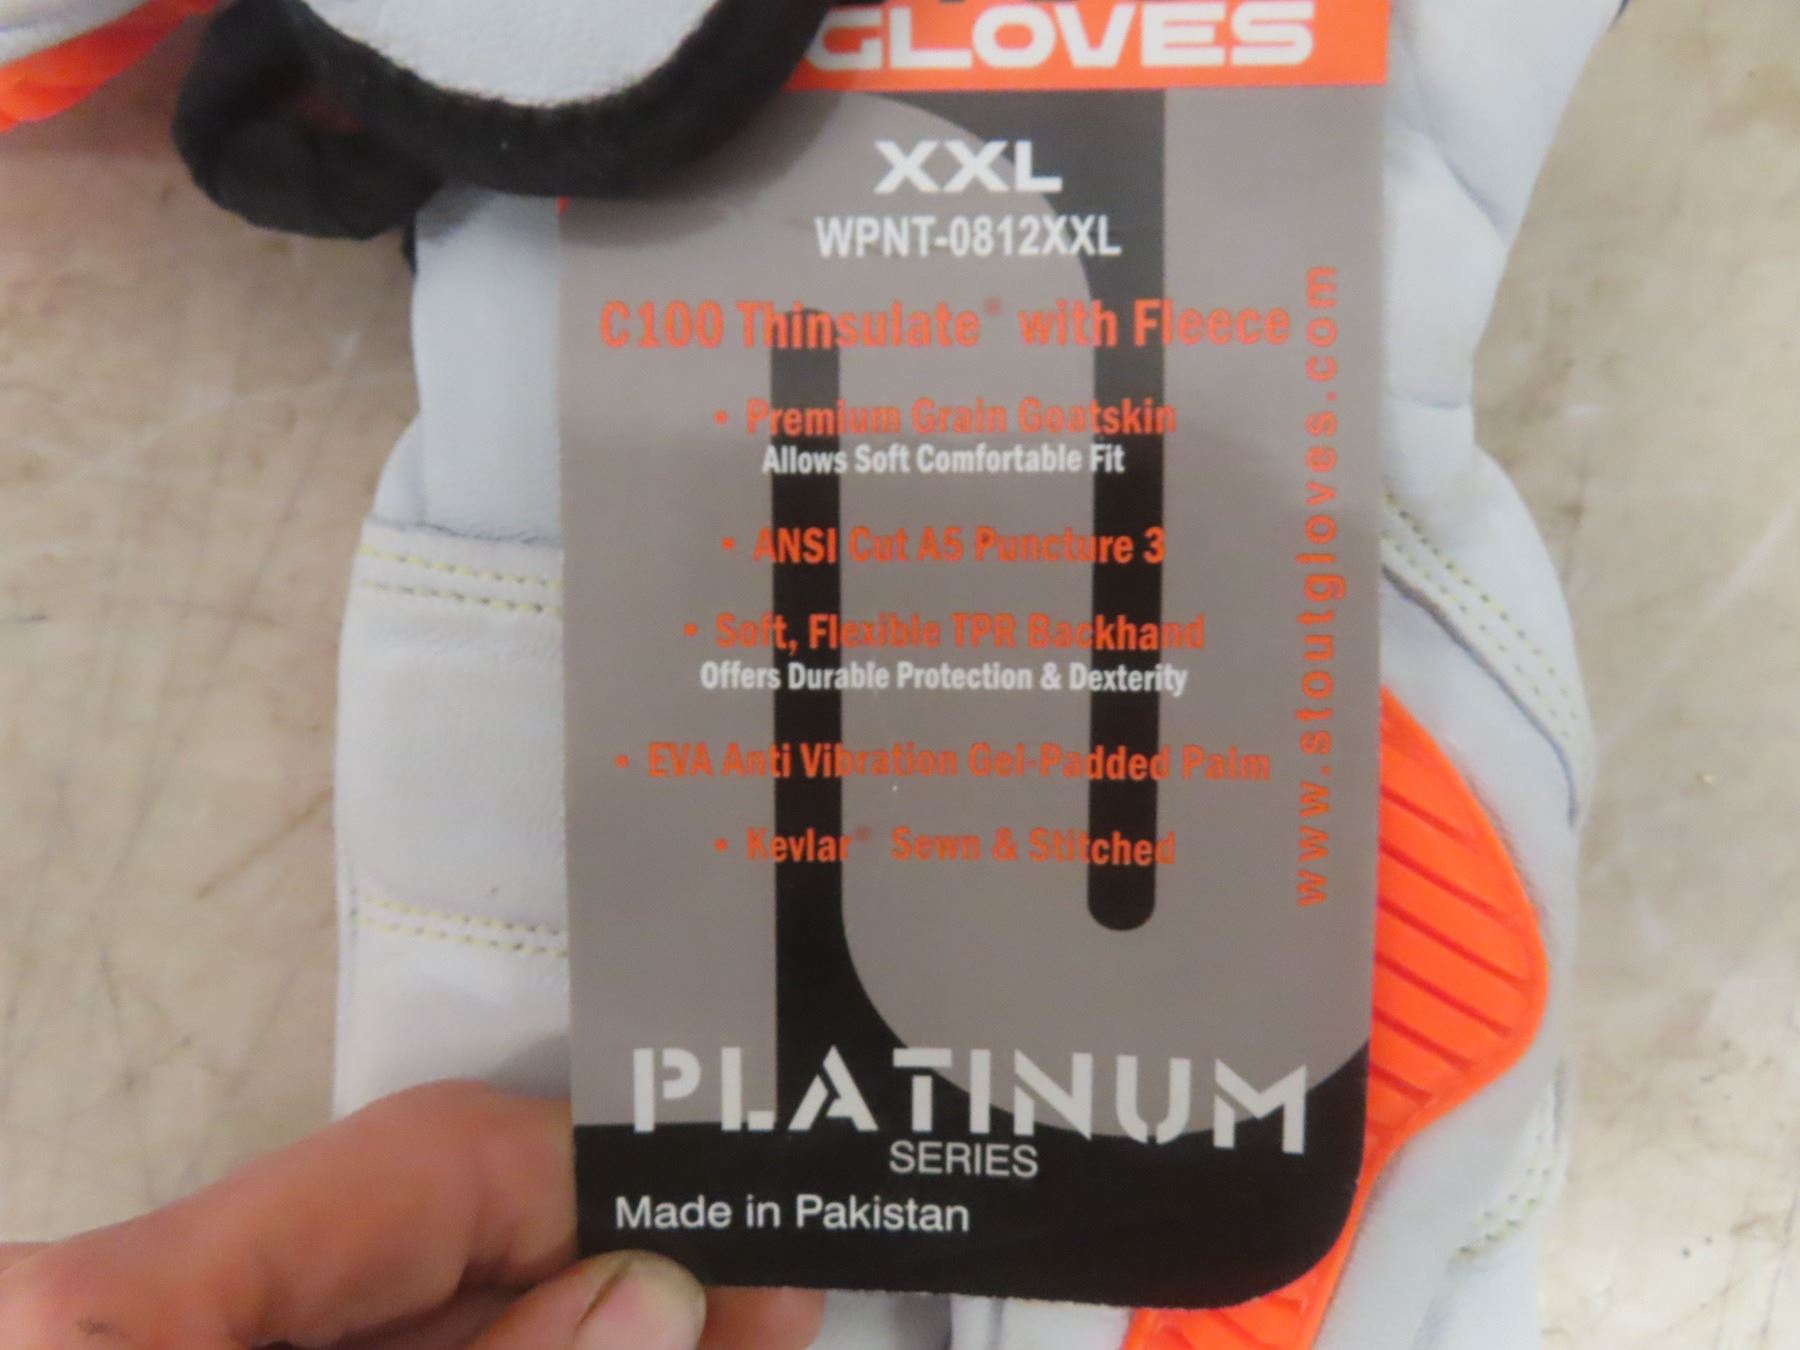 GLOVES
XXL
WPNT-0812XXL
C100 Thinsulate® with Fleece
• Premium Grain Goatskin
Allows Soft Comfortable Fit
• ANSI Cut A5 Puncture 3
• Soft, Flexible TPR Backhand
Offers Durable Protection & Dexterity
• EVA Anti Vibration Gel-Padded Palm
• Kevlar® Sewn & Stitched
www.stoutgloves.com
PLATINUM
SERIES
Made in Pakistan